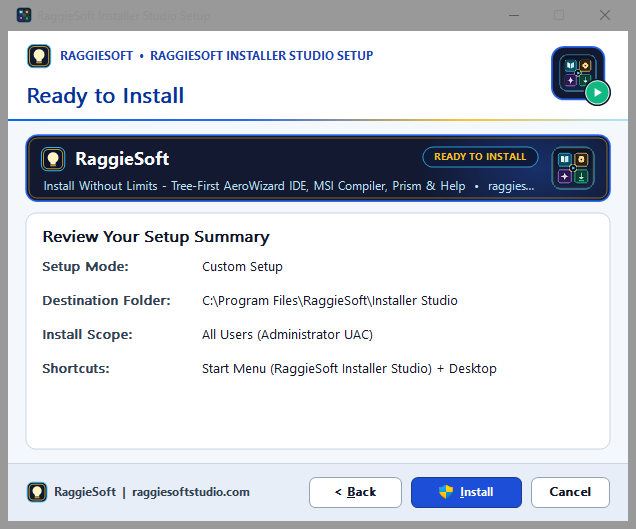 RaggieSoft Installer Studio Setup
RAGGIESOFT • RAGGIESOFT INSTALLER STUDIO SETUP
Ready to Install
RaggieSoft
READY TO INSTALL
Install Without Limits - Tree-First AeroWizard IDE, MSI Compiler, Prism & Help • raggies...
Review Your Setup Summary
Setup Mode: Custom Setup
Destination Folder: C:\Program Files\RaggieSoft\Installer Studio
Install Scope: All Users (Administrator UAC)
Shortcuts: Start Menu (RaggieSoft Installer Studio) + Desktop
RaggieSoft | raggiesoftstudio.com
< Back
Install
Cancel